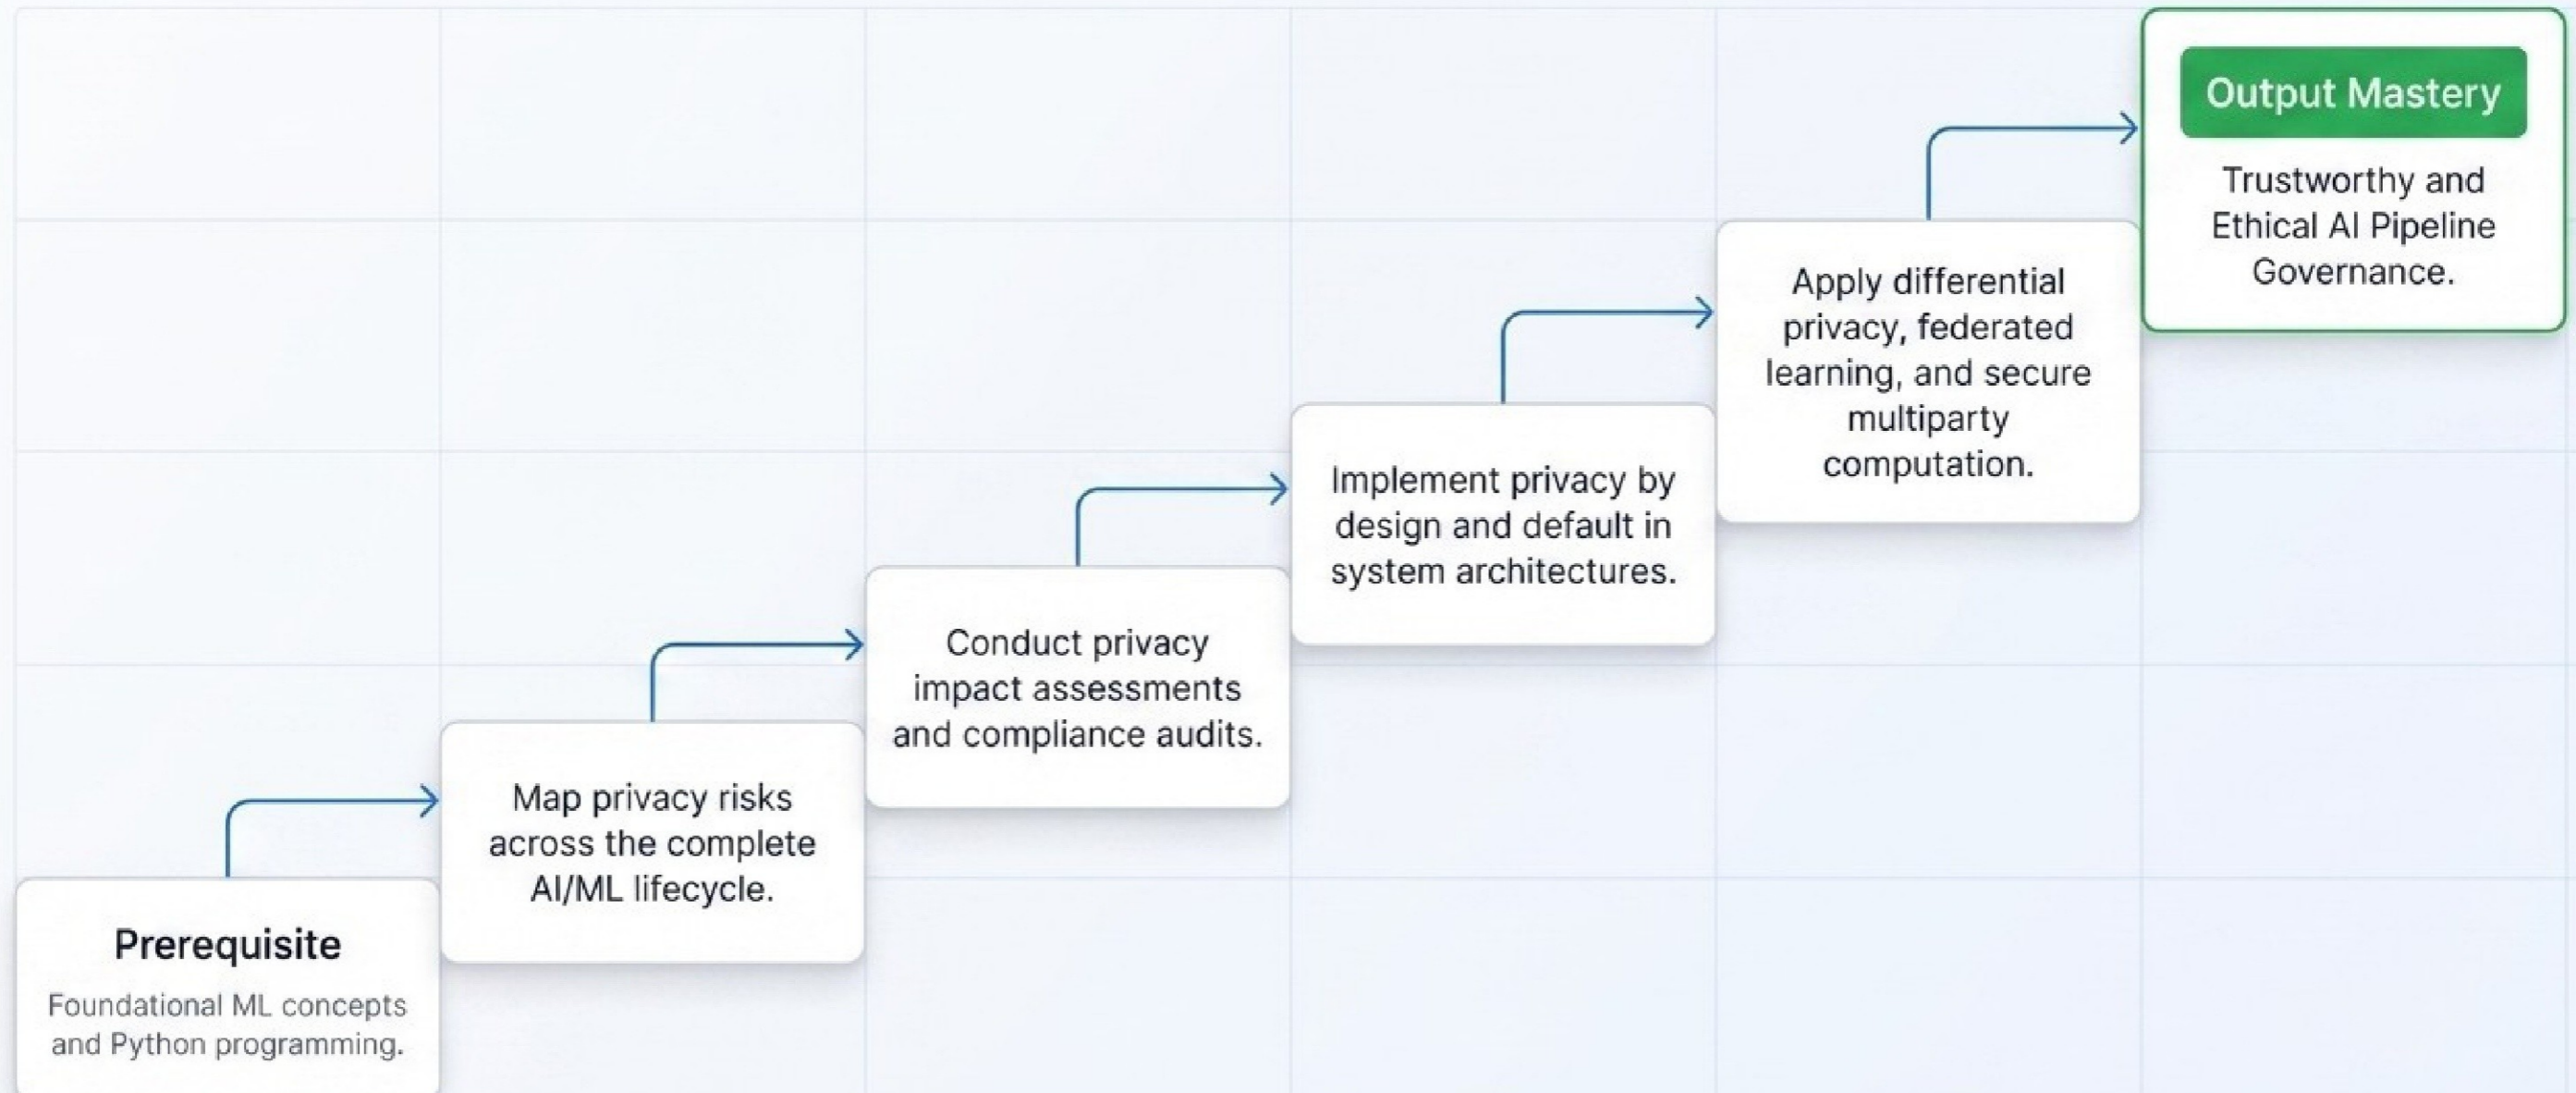 Output Mastery
Trustworthy and
Ethical AI Pipeline
Governance.
Apply differential
privacy, federated
learning, and secure
multiparty
computation.
Implement privacy by
design and default in
system architectures.
Conduct privacy
impact assessments
and compliance audits.
Map privacy risks
across the complete
AI/ML lifecycle.
Prerequisite
Foundational ML concepts
and Python programming.